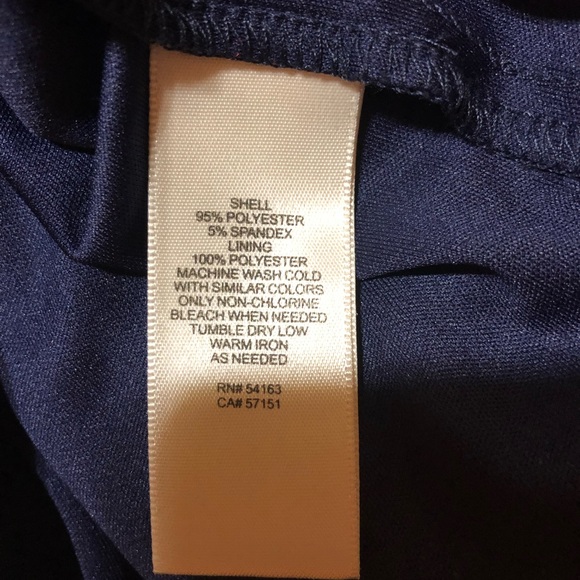 SHELL
95% POLYESTER
5% SPANDEX
LINING
100% POLYESTER
MACHINE WASH COLD
WITH SIMILAR COLORS
ONLY NON-CHLORINE
BLEACH WHEN NEEDED
TUMBLE DRY LOW
WARM IRON
AS NEEDED
RN# 54163
CA# 57151